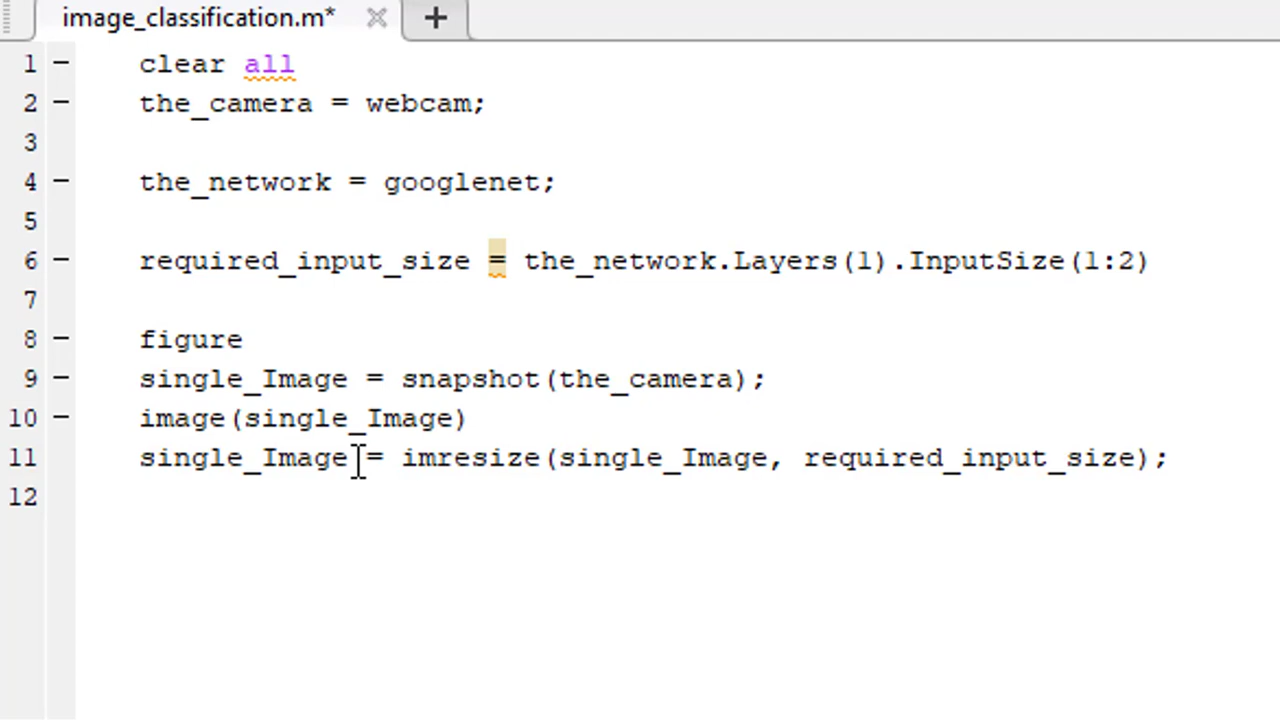 image_classification.m*
1 clear all
2 the_camera = webcam;
3
4 the_network = googlenet;
5
6 required_input_size = the_network.Layers(1).InputSize(1:2)
7
8 figure
9 single_Image = snapshot(the_camera);
10 image(single_Image)
11 single_Image = imresize(single_Image, required_input_size);
12